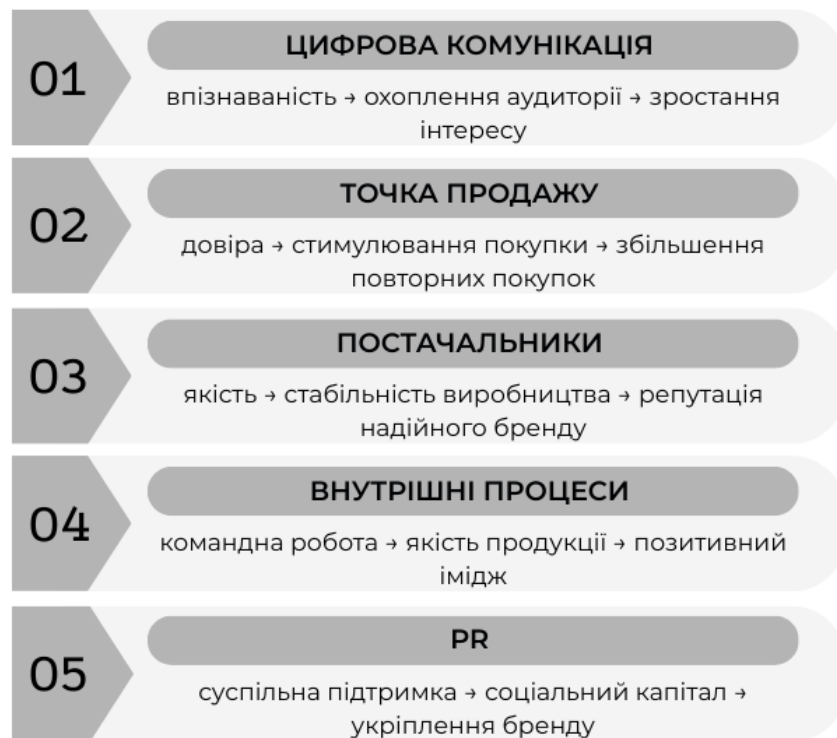 01
ЦИФРОВА КОМУНІКАЦІЯ
впізнаваність → охоплення аудиторії → зростання
інтересу
02
ТОЧКА ПРОДАЖУ
довіра → стимулювання покупки → збільшення
повторних покупок
03
ПОСТАЧАЛЬНИКИ
якість → стабільність виробництва → репутація
надійного бренду
04
ВНУТРІШНІ ПРОЦЕСИ
командна робота → якість продукції → позитивний
імідж
05
PR
суспільна підтримка → соціальний капітал →
укріплення бренду